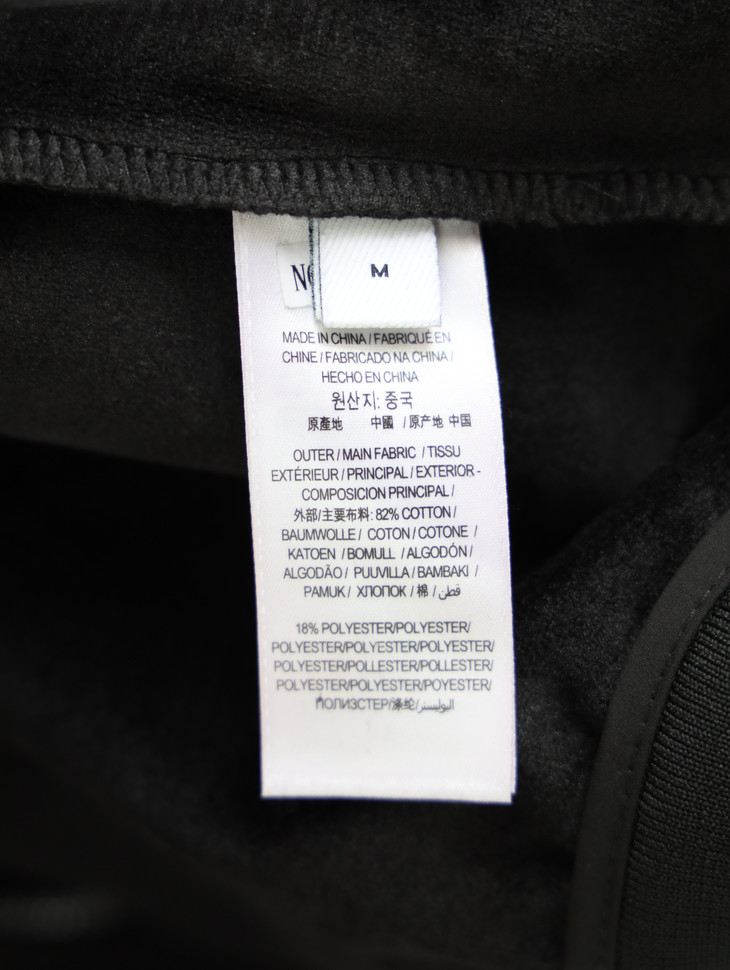 M
MADE IN CHINA / FABRIQUÉ EN
CHINE / FABRICADO NA CHINA /
HECHO EN CHINA
원산지: 중국
原產地 中國 / 原产地 中国
OUTER / MAIN FABRIC / TISSU
EXTÉRIEUR / PRINCIPAL / EXTERIOR -
COMPOSICION PRINCIPAL /
外部/主要布料: 82% COTTON /
BAUMWOLLE / COTON / COTONE /
KATOEN / BOMULL / ALGODÓN /
ALGODÃO / PUUVILLA / BAMBAKI /
PAMUK / ХЛОПОК / 棉 / قطن
18% POLYESTER/POLYESTER/
POLYESTER/POLYESTER/POLYESTER/
POLYESTER/POLLESTER/POLLESTER/
POLYESTER/POLYESTER/POYESTER/
ПОЛИЗСТЕР/涤纶/البوليستر